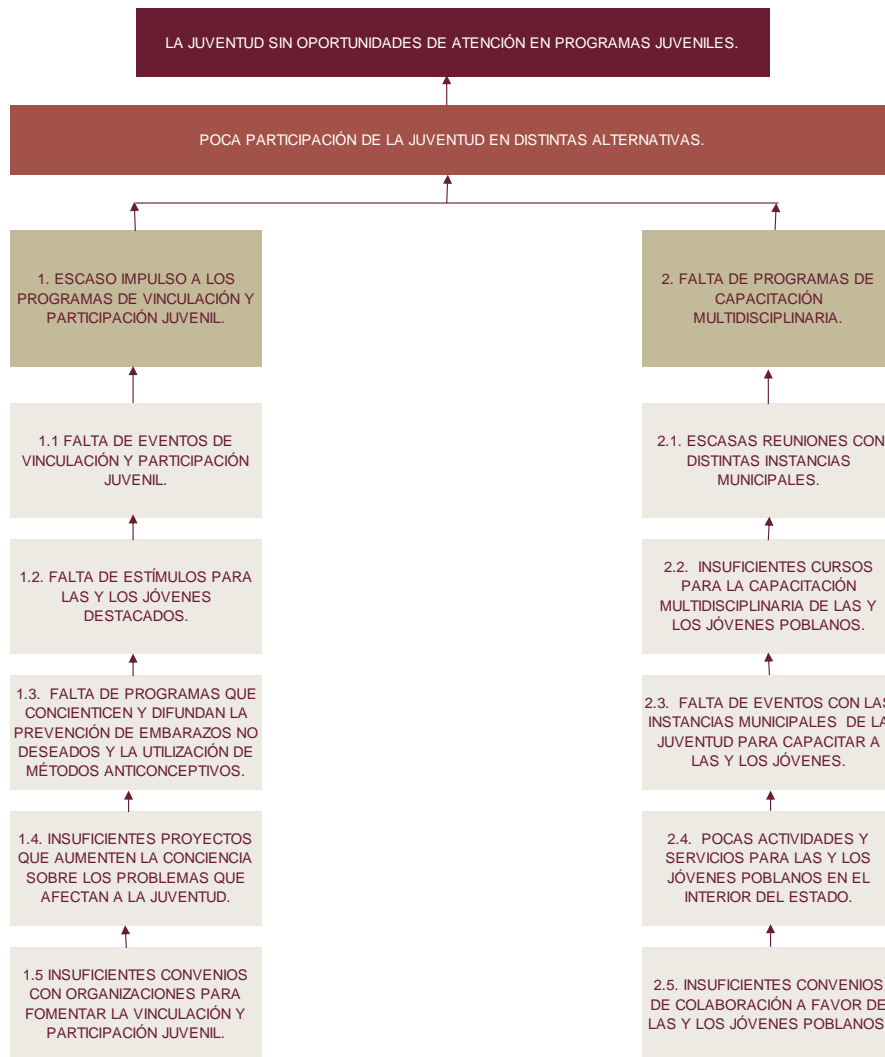 LA JUVENTUD SIN OPORTUNIDADES DE ATENCIÓN EN PROGRAMAS JUVENILES.
POCA PARTICIPACIÓN DE LA JUVENTUD EN DISTINTAS ALTERNATIVAS.
1. ESCASO IMPULSO A LOS
PROGRAMAS DE VINCULACIÓN Y
PARTICIPACIÓN JUVENIL.
2. FALTA DE PROGRAMAS DE
CAPACITACIÓN
MULTIDISCIPLINARIA.
1.1 FALTA DE EVENTOS DE
VINCULACIÓN Y PARTICIPACIÓN
JUVENIL.
2.1. ESCASAS REUNIONES CON
DISTINTAS INSTANCIAS
MUNICIPALES.
1.2. FALTA DE ESTÍMULOS PARA
LAS Y LOS JÓVENES
DESTACADOS.
2.2. INSUFICIENTES CURSOS
PARA LA CAPACITACIÓN
MULTIDISCIPLINARIA DE LAS Y
LOS JÓVENES POBLANOS.
1.3. FALTA DE PROGRAMAS QUE
CONCIENTICEN Y DIFUNDAN LA
PREVENCIÓN DE EMBARAZOS NO
DESEADOS Y LA UTILIZACIÓN DE
MÉTODOS ANTICONCEPTIVOS.
2.3. FALTA DE EVENTOS CON LAS
INSTANCIAS MUNICIPALES DE LA
JUVENTUD PARA CAPACITAR A
LAS Y LOS JÓVENES.
1.4. INSUFICIENTES PROYECTOS
QUE AUMENTEN LA CONCIENCIA
SOBRE LOS PROBLEMAS QUE
AFECTAN A LA JUVENTUD.
2.4. POCAS ACTIVIDADES Y
SERVICIOS PARA LAS Y LOS
JÓVENES POBLANOS EN EL
INTERIOR DEL ESTADO.
1.5 INSUFICIENTES CONVENIOS
CON ORGANIZACIONES PARA
FOMENTAR LA VINCULACIÓN Y
PARTICIPACIÓN JUVENIL.
2.5. INSUFICIENTES CONVENIOS
DE COLABORACIÓN A FAVOR DE
LAS Y LOS JÓVENES POBLANOS